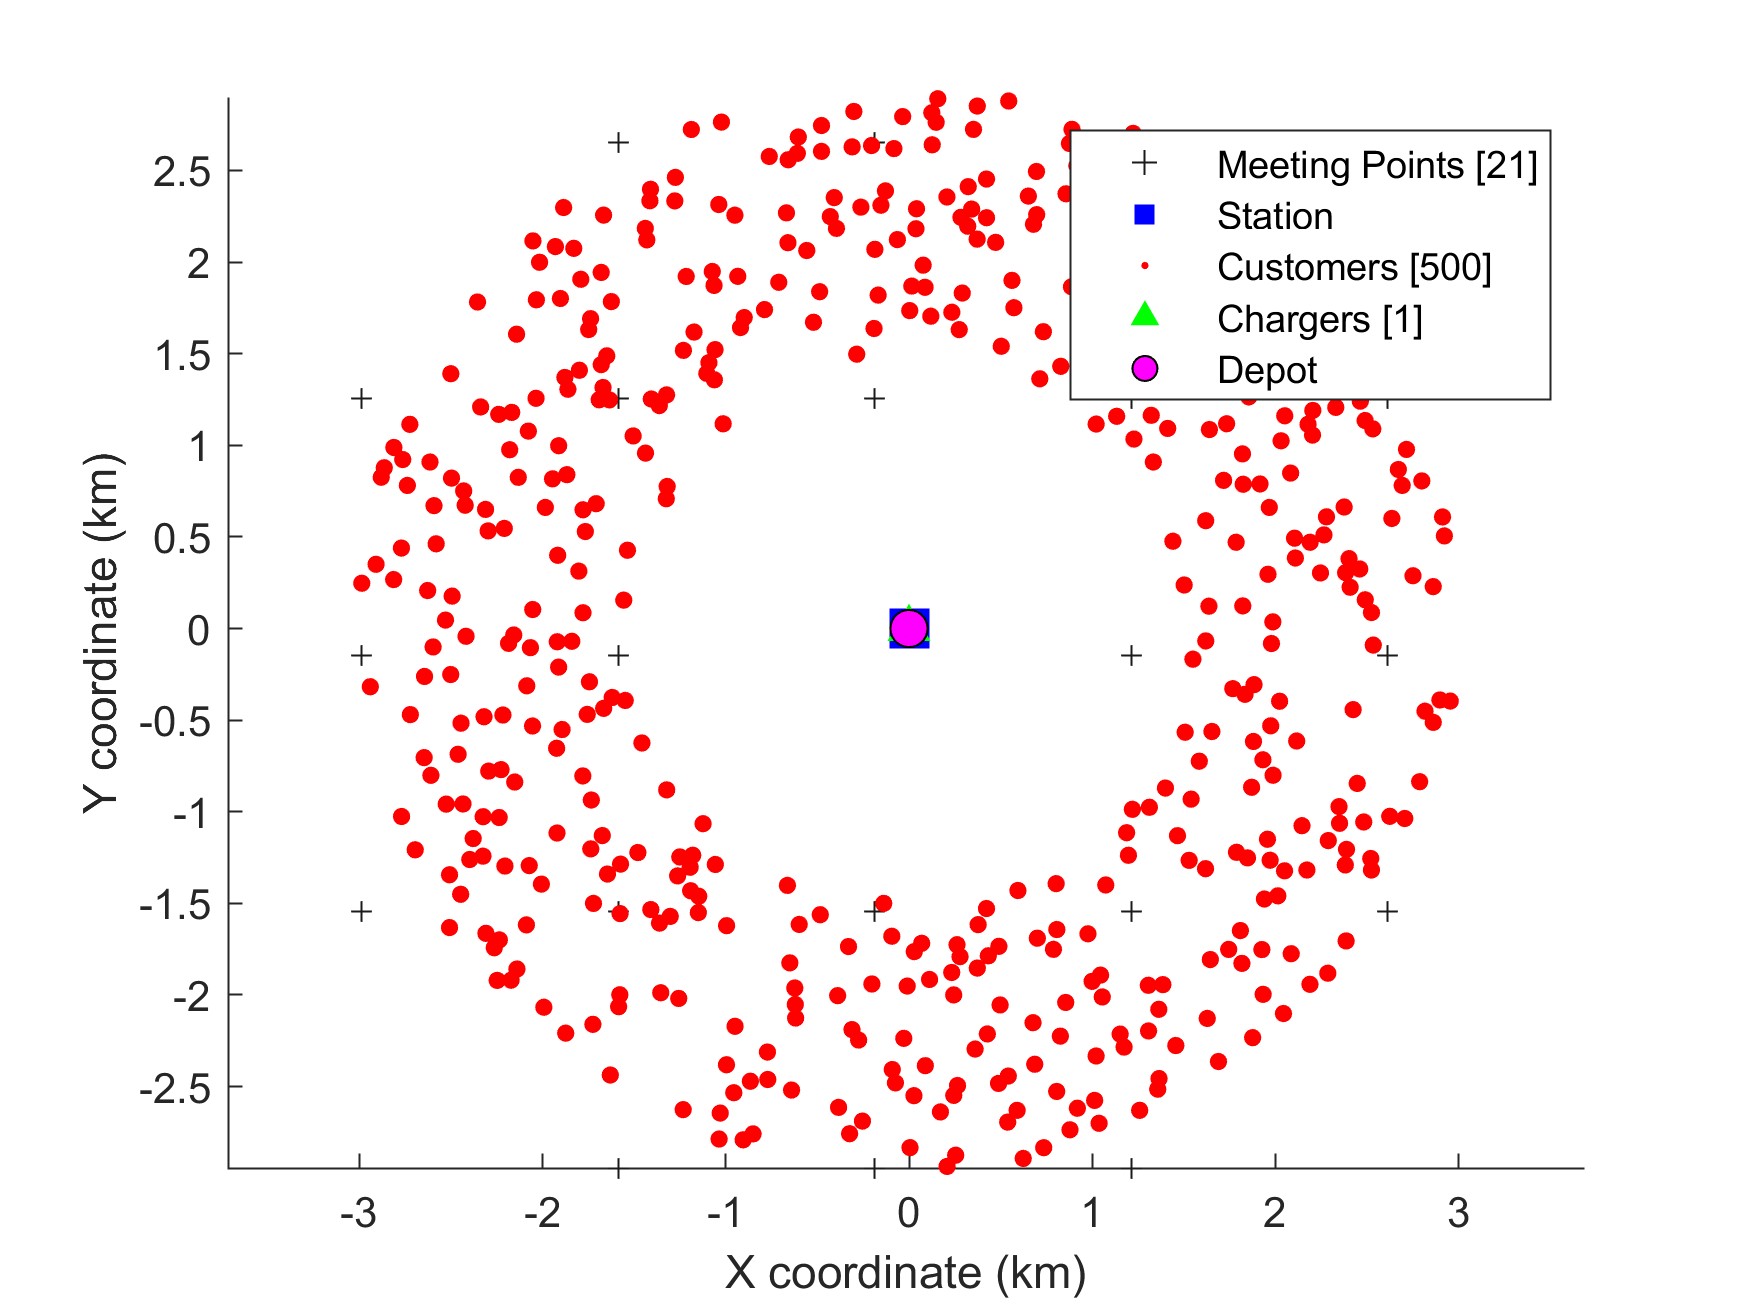 Meeting Points [21]
Station
Customers [500]
Chargers [1]
Depot
2.5
2
1.5
1
0.5
0
-0.5
-1
-1.5
-2
-2.5
Y coordinate (km)
-3 -2 -1 0 1 2 3
X coordinate (km)